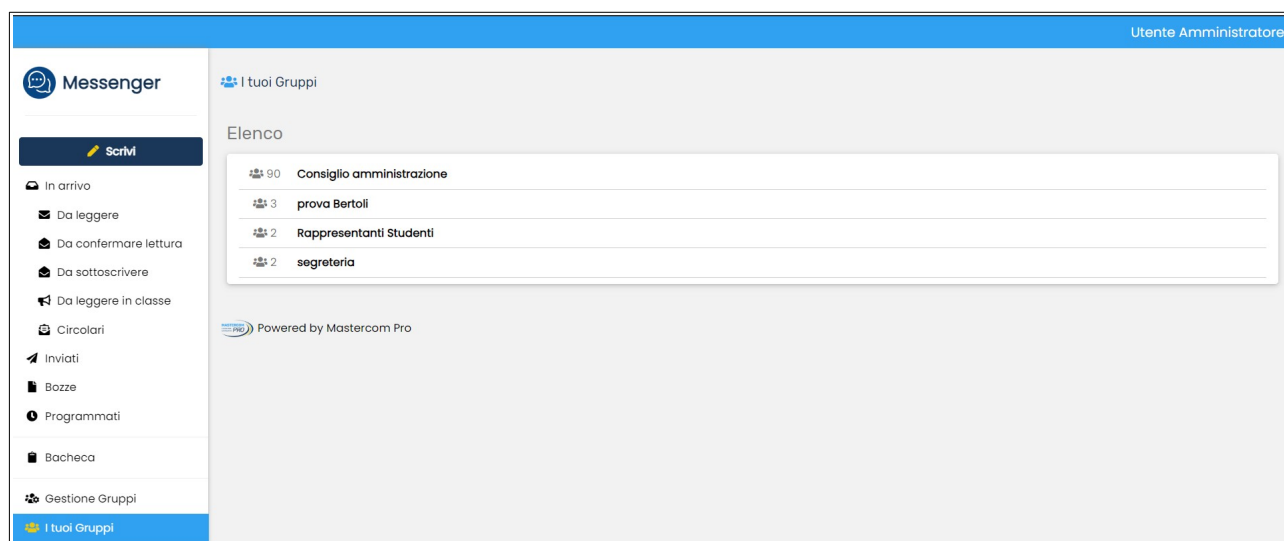 Utente Amministratore
Messenger
I tuoi Gruppi
Elenco
Scrivi
90 Consiglio amministrazione
3 prova Bertoli
2 Rappresentanti Studenti
2 segreteria
In arrivo
Da leggere
Da confermare lettura
Da sottoscrivere
Da leggere in classe
Circolari
Inviati
Bozze
Programmati
Bacheca
Gestione Gruppi
I tuoi Gruppi
Powered by Mastercom Pro